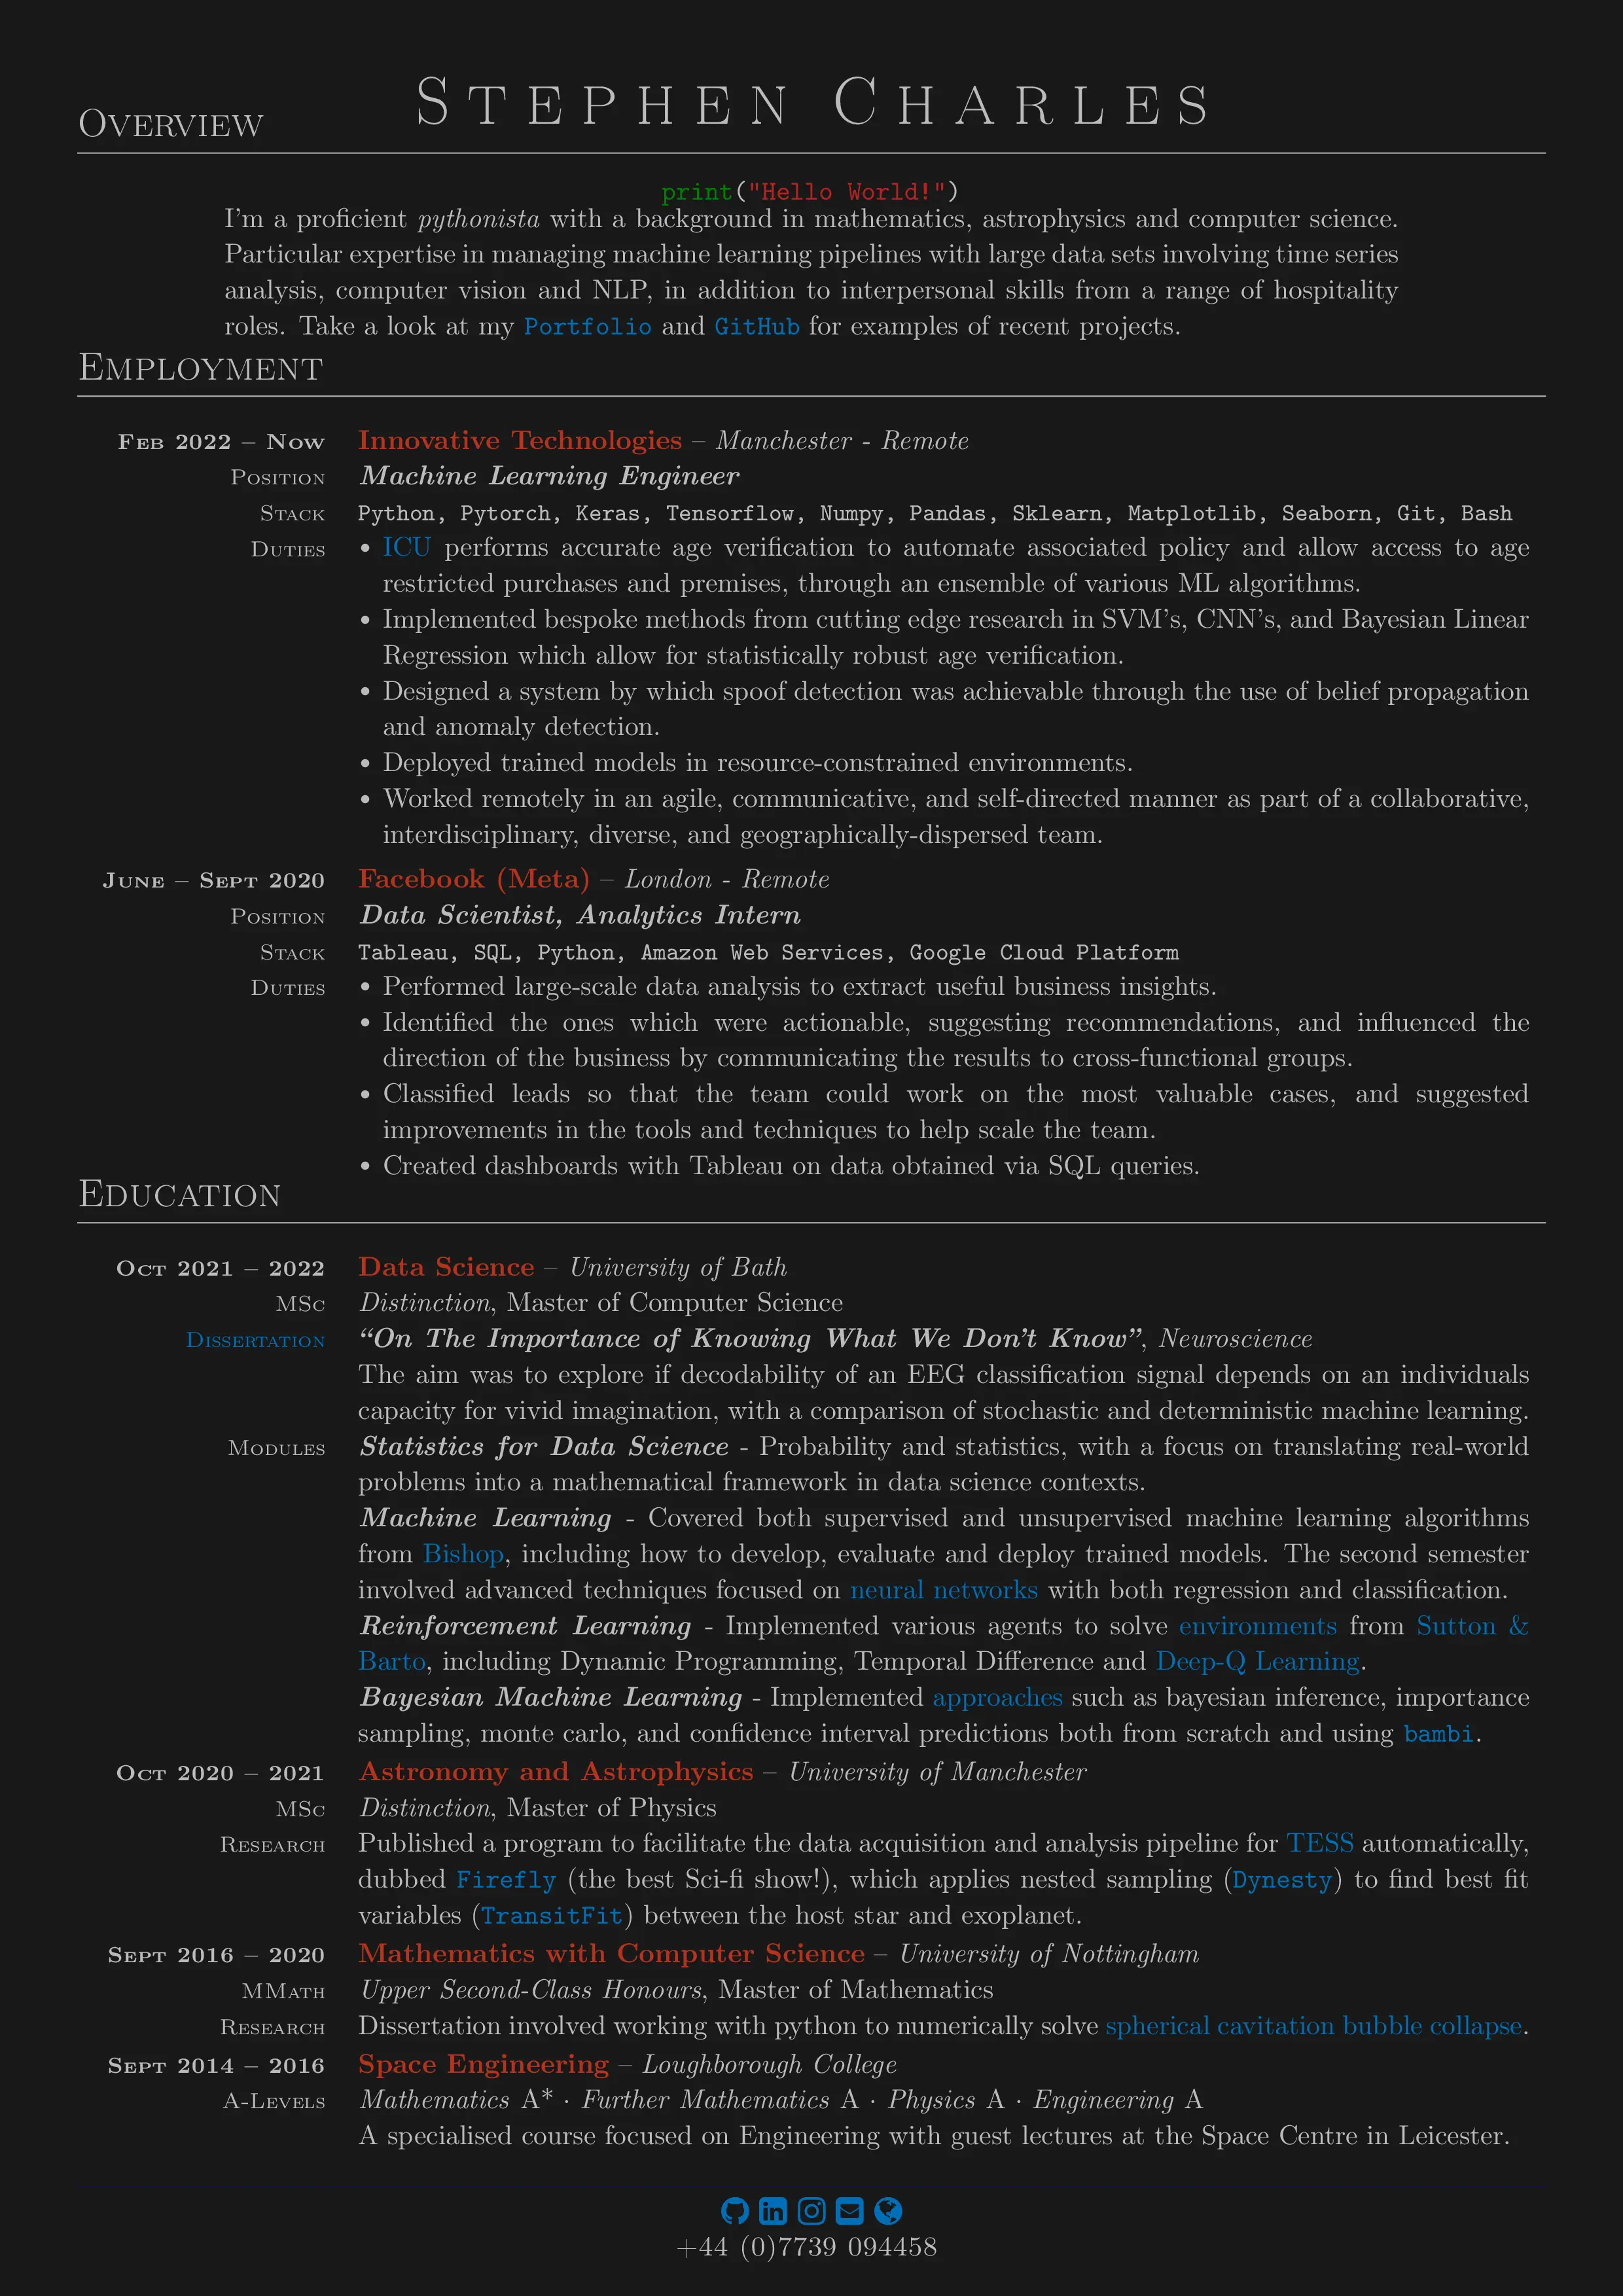 STEPHEN CHARLES
OVERVIEW
print("Hello World!")
I'm a proficient pythonista with a background in mathematics, astrophysics and computer science.
Particular expertise in managing machine learning pipelines with large data sets involving time series
analysis, computer vision and NLP, in addition to interpersonal skills from a range of hospitality
roles. Take a look at my Portfolio and GitHub for examples of recent projects.
EMPLOYMENT
FEB 2022 – NOW Innovative Technologies – Manchester - Remote
POSITION Machine Learning Engineer
STACK Python, Pytorch, Keras, Tensorflow, Numpy, Pandas, Sklearn, Matplotlib, Seaborn, Git, Bash
DUTIES • ICU performs accurate age verification to automate associated policy and allow access to age
restricted purchases and premises, through an ensemble of various ML algorithms.
• Implemented bespoke methods from cutting edge research in SVM's, CNN's, and Bayesian Linear
Regression which allow for statistically robust age verification.
• Designed a system by which spoof detection was achievable through the use of belief propagation
and anomaly detection.
• Deployed trained models in resource-constrained environments.
• Worked remotely in an agile, communicative, and self-directed manner as part of a collaborative,
interdisciplinary, diverse, and geographically-dispersed team.
JUNE – SEPT 2020 Facebook (Meta) – London - Remote
POSITION Data Scientist, Analytics Intern
STACK Tableau, SQL, Python, Amazon Web Services, Google Cloud Platform
DUTIES • Performed large-scale data analysis to extract useful business insights.
• Identified the ones which were actionable, suggesting recommendations, and influenced the
direction of the business by communicating the results to cross-functional groups.
• Classified leads so that the team could work on the most valuable cases, and suggested
improvements in the tools and techniques to help scale the team.
• Created dashboards with Tableau on data obtained via SQL queries.
EDUCATION
OCT 2021 – 2022 Data Science – University of Bath
MSC Distinction, Master of Computer Science
DISSERTATION “On The Importance of Knowing What We Don't Know”, Neuroscience
The aim was to explore if decodability of an EEG classification signal depends on an individuals
capacity for vivid imagination, with a comparison of stochastic and deterministic machine learning.
MODULES Statistics for Data Science - Probability and statistics, with a focus on translating real-world
problems into a mathematical framework in data science contexts.
Machine Learning - Covered both supervised and unsupervised machine learning algorithms
from Bishop, including how to develop, evaluate and deploy trained models. The second semester
involved advanced techniques focused on neural networks with both regression and classification.
Reinforcement Learning - Implemented various agents to solve environments from Sutton &
Barto, including Dynamic Programming, Temporal Difference and Deep-Q Learning.
Bayesian Machine Learning - Implemented approaches such as bayesian inference, importance
sampling, monte carlo, and confidence interval predictions both from scratch and using bambi.
OCT 2020 – 2021 Astronomy and Astrophysics – University of Manchester
MSC Distinction, Master of Physics
RESEARCH Published a program to facilitate the data acquisition and analysis pipeline for TESS automatically,
dubbed Firefly (the best Sci-fi show!), which applies nested sampling (Dynesty) to find best fit
variables (TransitFit) between the host star and exoplanet.
SEPT 2016 – 2020 Mathematics with Computer Science – University of Nottingham
MMATH Upper Second-Class Honours, Master of Mathematics
RESEARCH Dissertation involved working with python to numerically solve spherical cavitation bubble collapse.
SEPT 2014 – 2016 Space Engineering – Loughborough College
A-LEVELS Mathematics A* · Further Mathematics A · Physics A · Engineering A
A specialised course focused on Engineering with guest lectures at the Space Centre in Leicester.
+44 (0)7739 094458